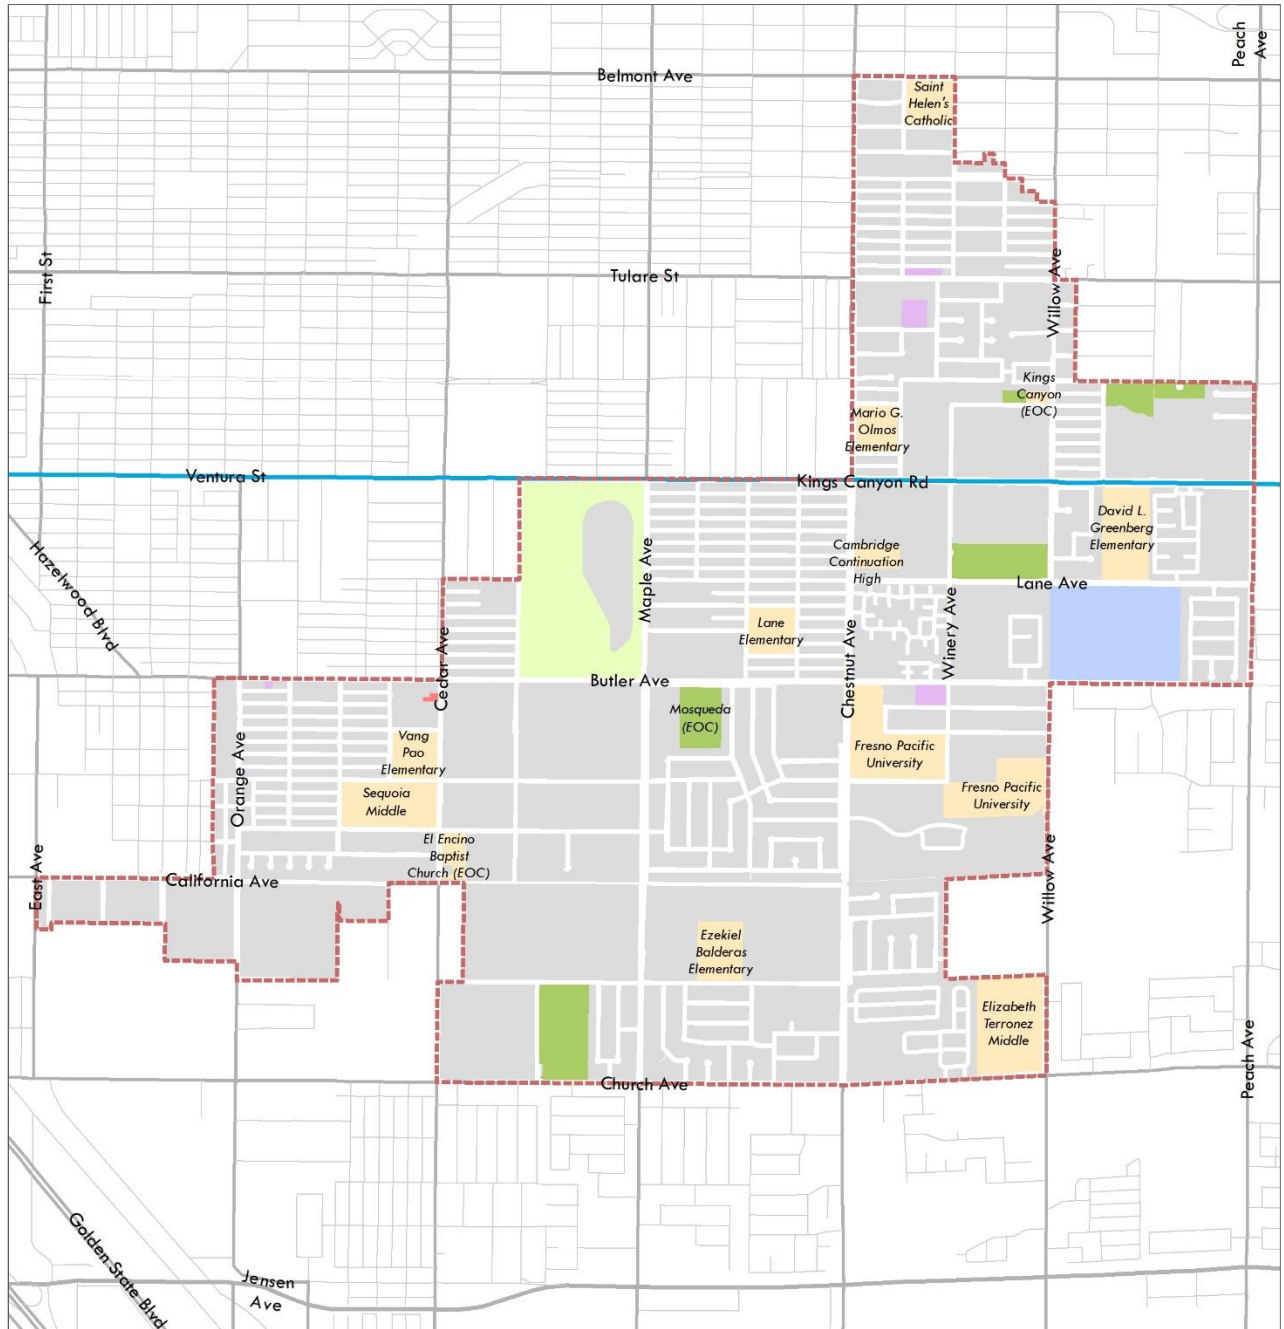 Peach
Ave
Belmont Ave
Saint
Helen's
Catholic
First St
Tulare St
Willow Ave
Kings
Canyon
(EOC)
Mario G.
Olmos
Elementary
Ventura St
Kings Canyon Rd
David L.
Greenberg
Elementary
Hazelwood Blvd
Maple Ave
Cambridge
Continuation
High
Lane Ave
Lane
Elementary
Cedar Ave
Chestnut Ave
Winery Ave
Butler Ave
Mosqueda
(EOC)
Orange Ave
Vang
Pao
Elementary
Fresno Pacific
University
Sequoia
Middle
Fresno Pacific
University
El Encino
Baptist
Church (EOC)
East Ave
California Ave
Willow Ave
Ezekiel
Balderas
Elementary
Elizabeth
Terronez
Middle
Peach Ave
Church Ave
Golden State Blvd
Jensen
Ave